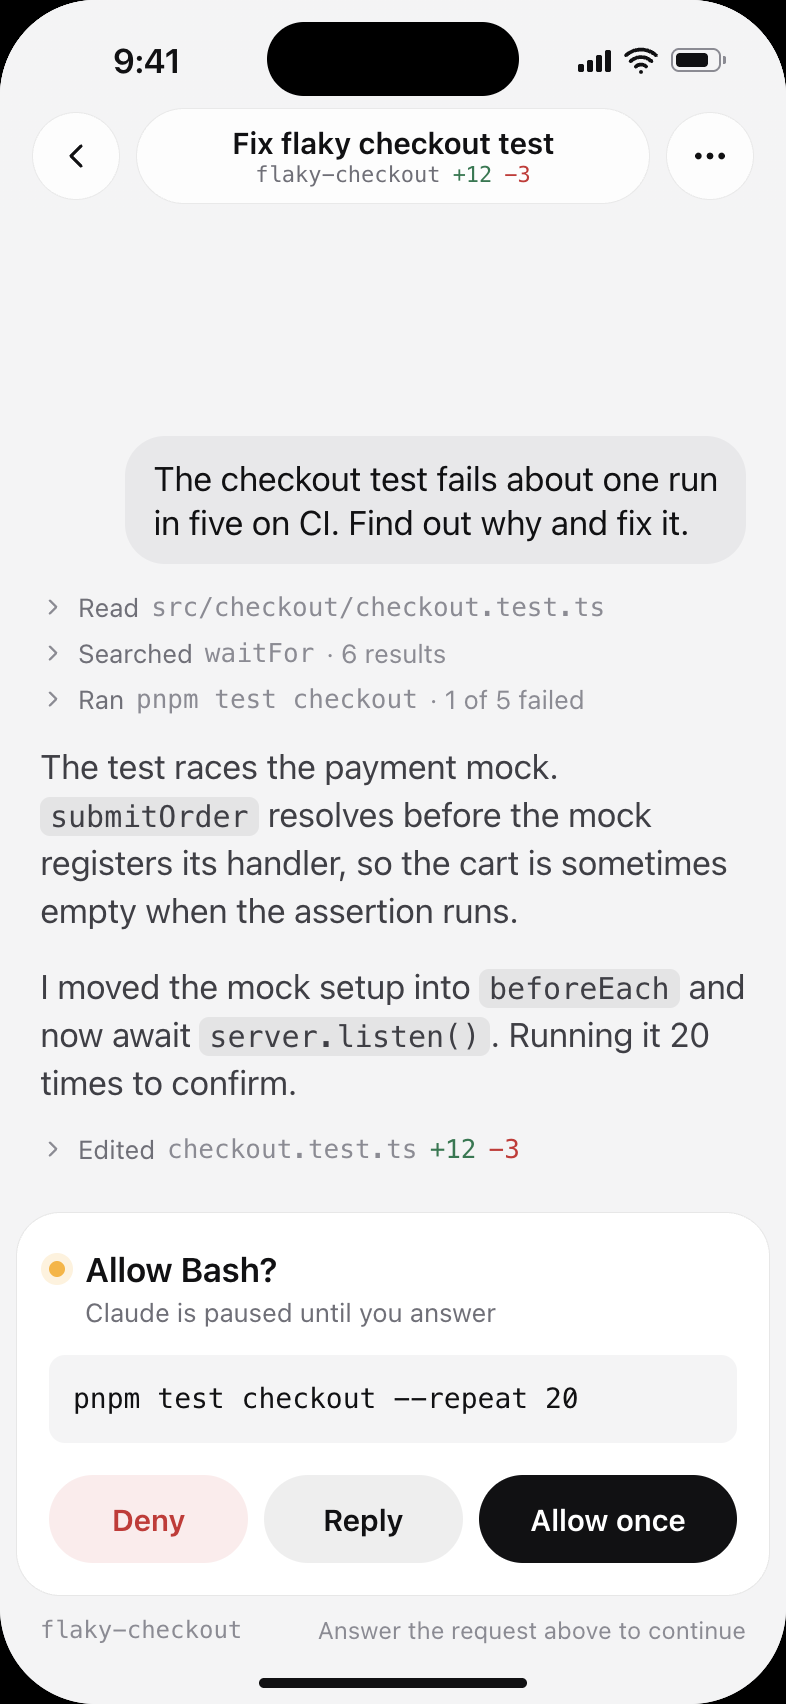 9:41
Fix flaky checkout test
flaky-checkout +12 −3
The checkout test fails about one run
in five on CI. Find out why and fix it.
Read src/checkout/checkout.test.ts
Searched waitFor · 6 results
Ran pnpm test checkout · 1 of 5 failed
The test races the payment mock.
submitOrder resolves before the mock
registers its handler, so the cart is sometimes
empty when the assertion runs.
I moved the mock setup into beforeEach and
now await server.listen(). Running it 20
times to confirm.
Edited checkout.test.ts +12 −3
Allow Bash?
Claude is paused until you answer
pnpm test checkout --repeat 20
Deny Reply Allow once
flaky-checkout Answer the request above to continue